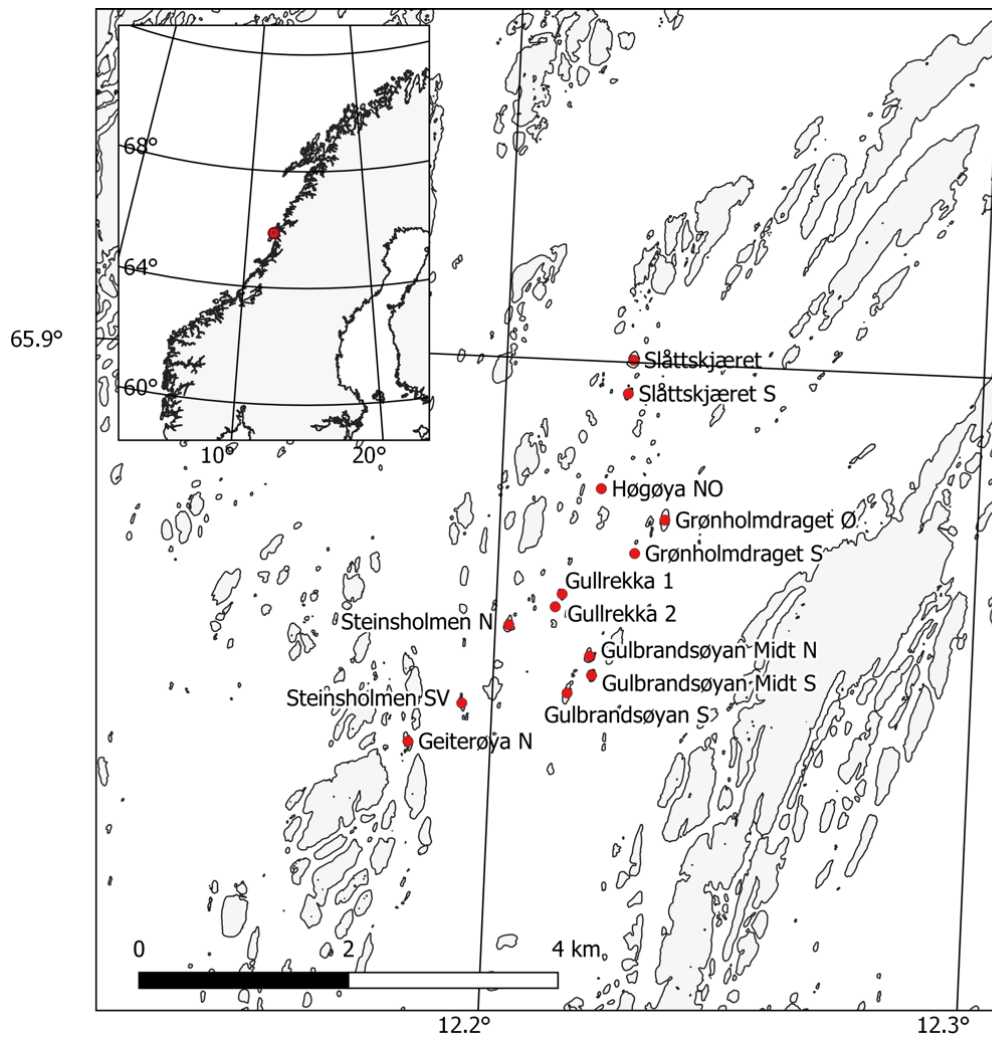 68°
64°
60°
10°
20°
65.9°
Slåttskjæret
Slåttskjæret S
Høgøya NO
Grønholmdraget Ø
Grønholmdraget S
Gullrekka 1
Gullrekka 2
Steinsholmen N
Gulbrandsøyan Midt N
Gulbrandsøyan Midt S
Steinsholmen SV
Gulbrandsøyan S
Geiterøya N
0 2 4 km
12.2° 12.3°